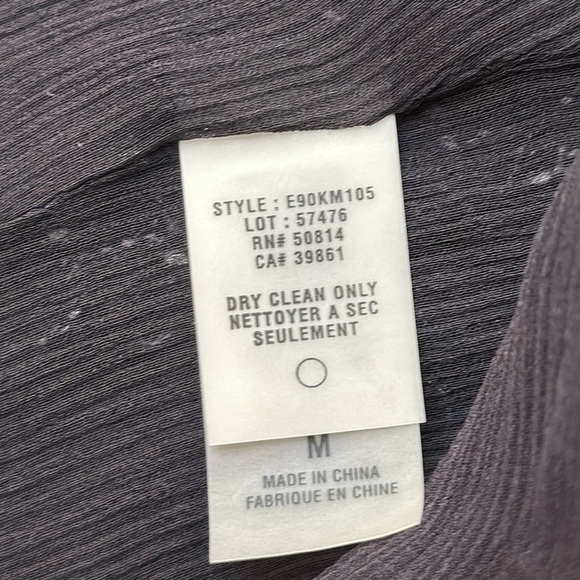 STYLE : E90KM105
LOT : 57476
RN# 50814
CA# 39861
DRY CLEAN ONLY
NETTOYER A SEC
SEULEMENT
M
MADE IN CHINA
FABRIQUE EN CHINE